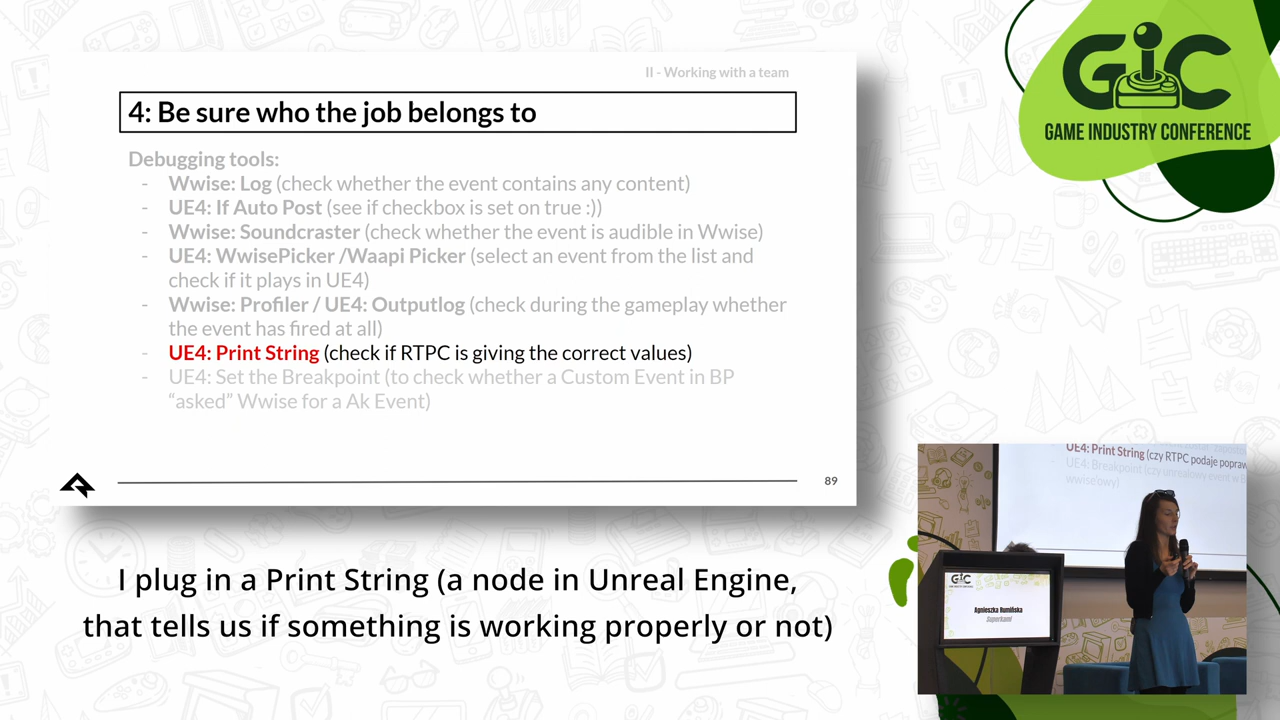 II - Working with a team
4: Be sure who the job belongs to
Debugging tools:
- Wwise: Log (check whether the event contains any content)
- UE4: If Auto Post (see if checkbox is set on true :))
- Wwise: Soundcraster (check whether the event is audible in Wwise)
- UE4: WwisePicker /Waapi Picker (select an event from the list and
check if it plays in UE4)
- Wwise: Profiler / UE4: Outputlog (check during the gameplay whether
the event has fired at all)
- UE4: Print String (check if RTPC is giving the correct values)
- UE4: Set the Breakpoint (to check whether a Custom Event in BP
“asked” Wwise for a Ak Event)
89
I plug in a Print String (a node in Unreal Engine,
that tells us if something is working properly or not)
GIC
GAME INDUSTRY CONFERENCE
UE4: Print String (czy RTPC podaje popraw
UE4: Breakpoint (czy unrealowy event w B
wwise'owy)
GIC
Agnieszka Rumińska